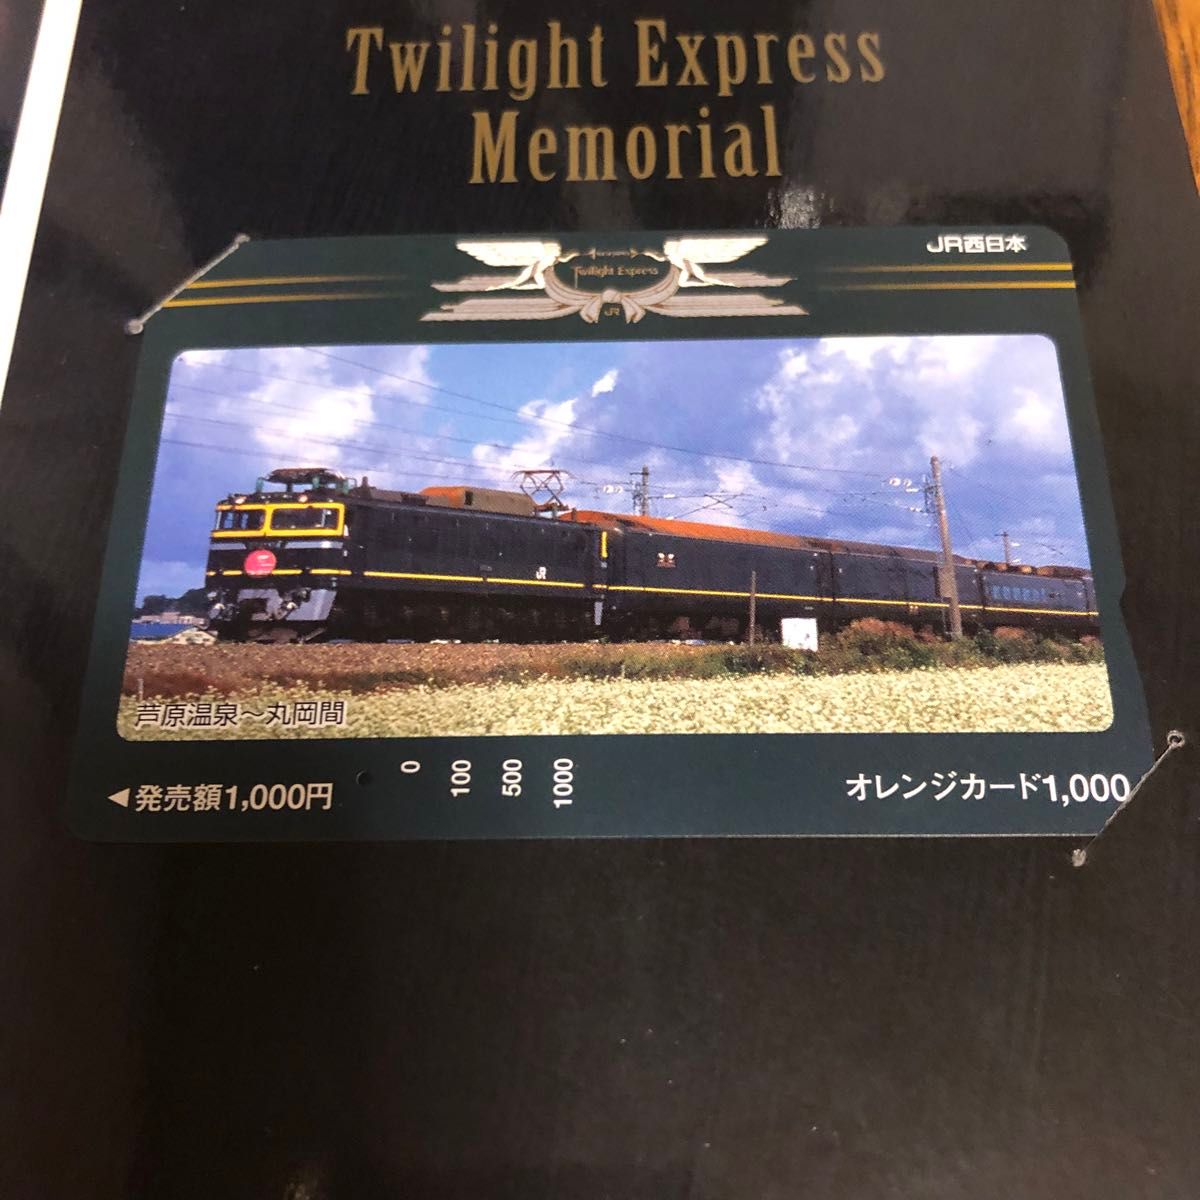 Twilight Express
Memorial
JR西日本
Twilight Express
JR
JR
芦原温泉～丸岡間
◀発売額1,000円
0
100
500
1000
オレンジカード1,000